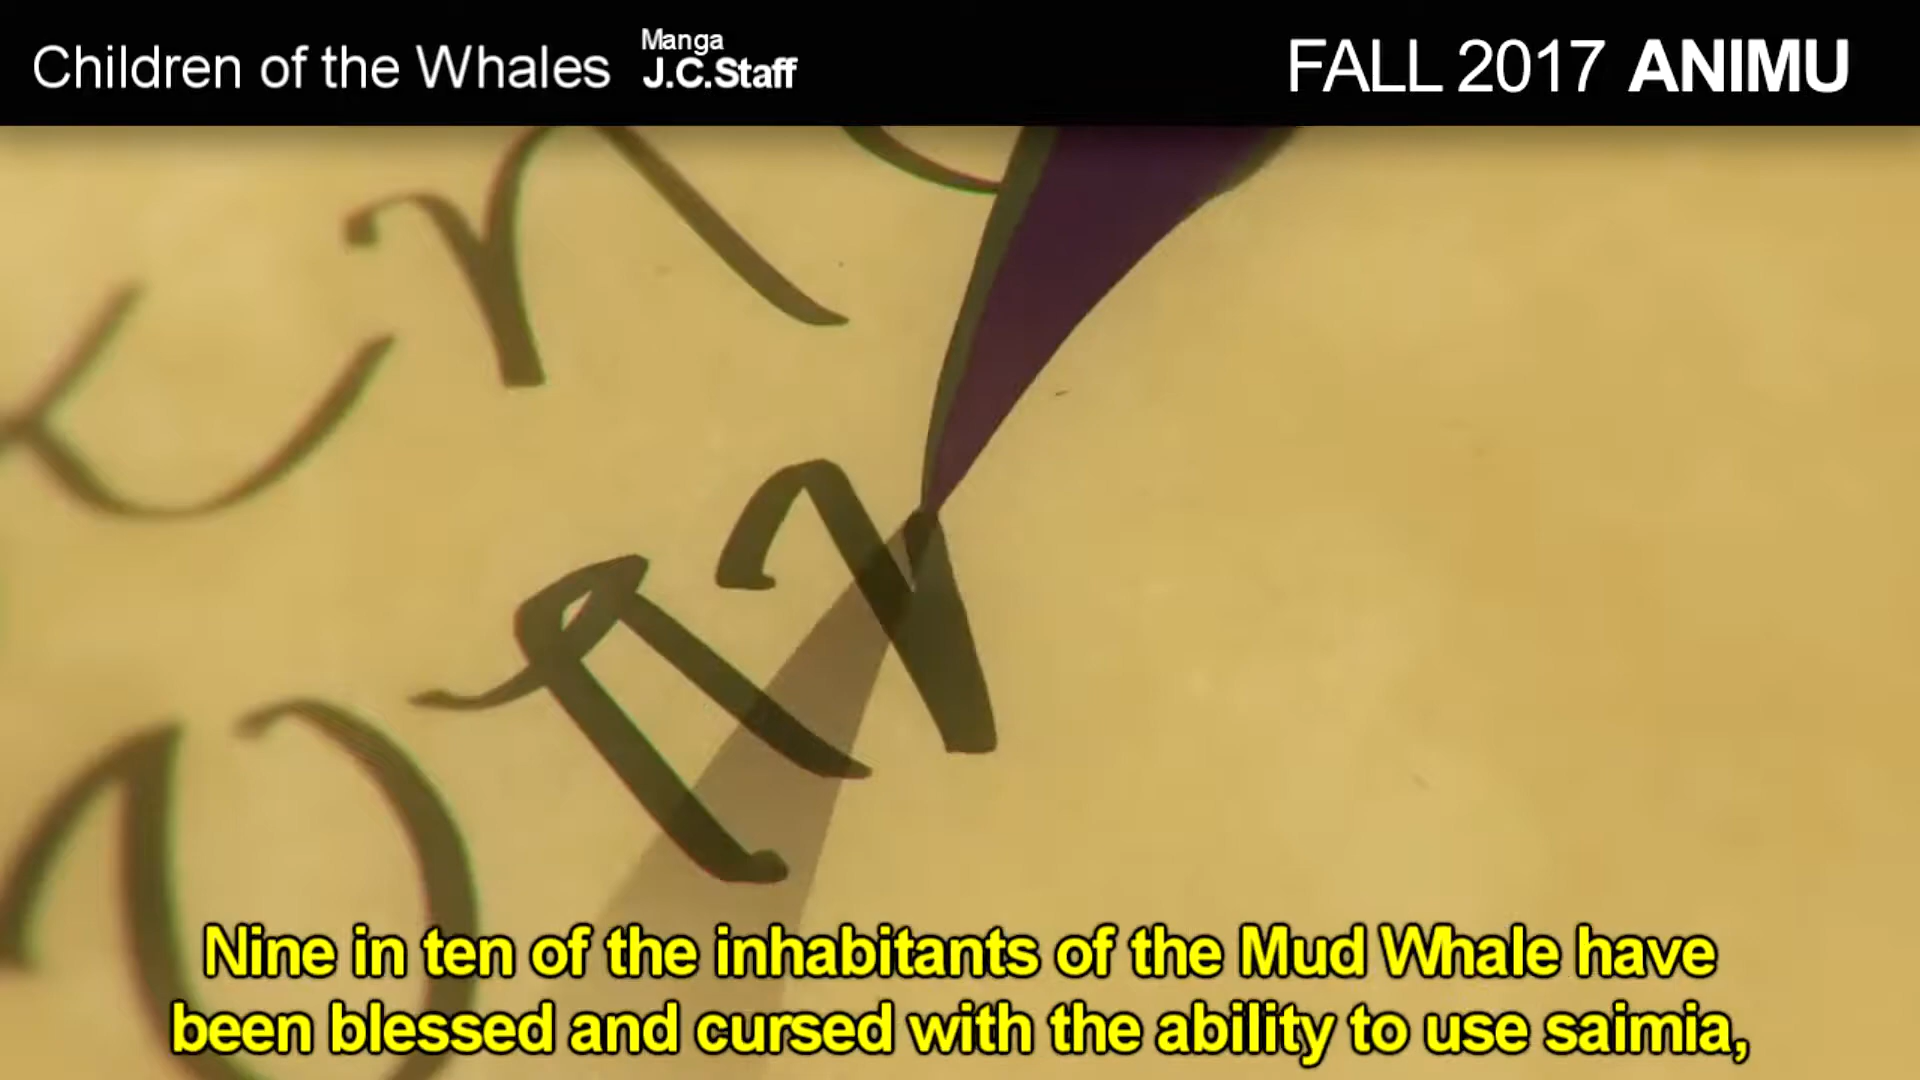 Children of the Whales
Manga
J.C.Staff
FALL 2017 ANIMU
Nine in ten of the inhabitants of the Mud Whale have
been blessed and cursed with the ability to use saimia,